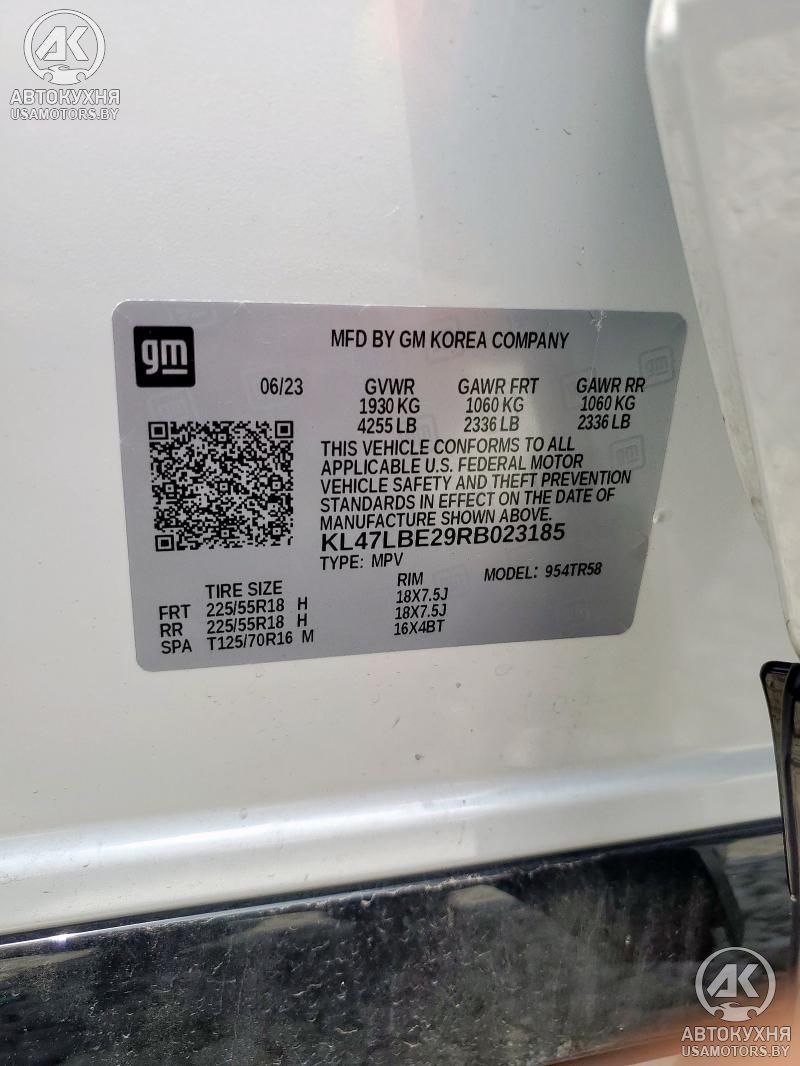 АК
АВТОКУХНЯ
USAMOTORS.BY
gm
MFD BY GM KOREA COMPANY
06/23 GVWR GAWR FRT GAWR RR
1930 KG 1060 KG 1060 KG
4255 LB 2336 LB 2336 LB
THIS VEHICLE CONFORMS TO ALL
APPLICABLE U.S. FEDERAL MOTOR
VEHICLE SAFETY AND THEFT PREVENTION
STANDARDS IN EFFECT ON THE DATE OF
MANUFACTURE SHOWN ABOVE.
KL47LBE29RB023185
TYPE: MPV MODEL: 954TR58
TIRE SIZE RIM
FRT 225/55R18 H 18X7.5J
RR 225/55R18 H 18X7.5J
SPA T125/70R16 M 16X4BT
АК
АВТОКУХНЯ
USAMOTORS.BY